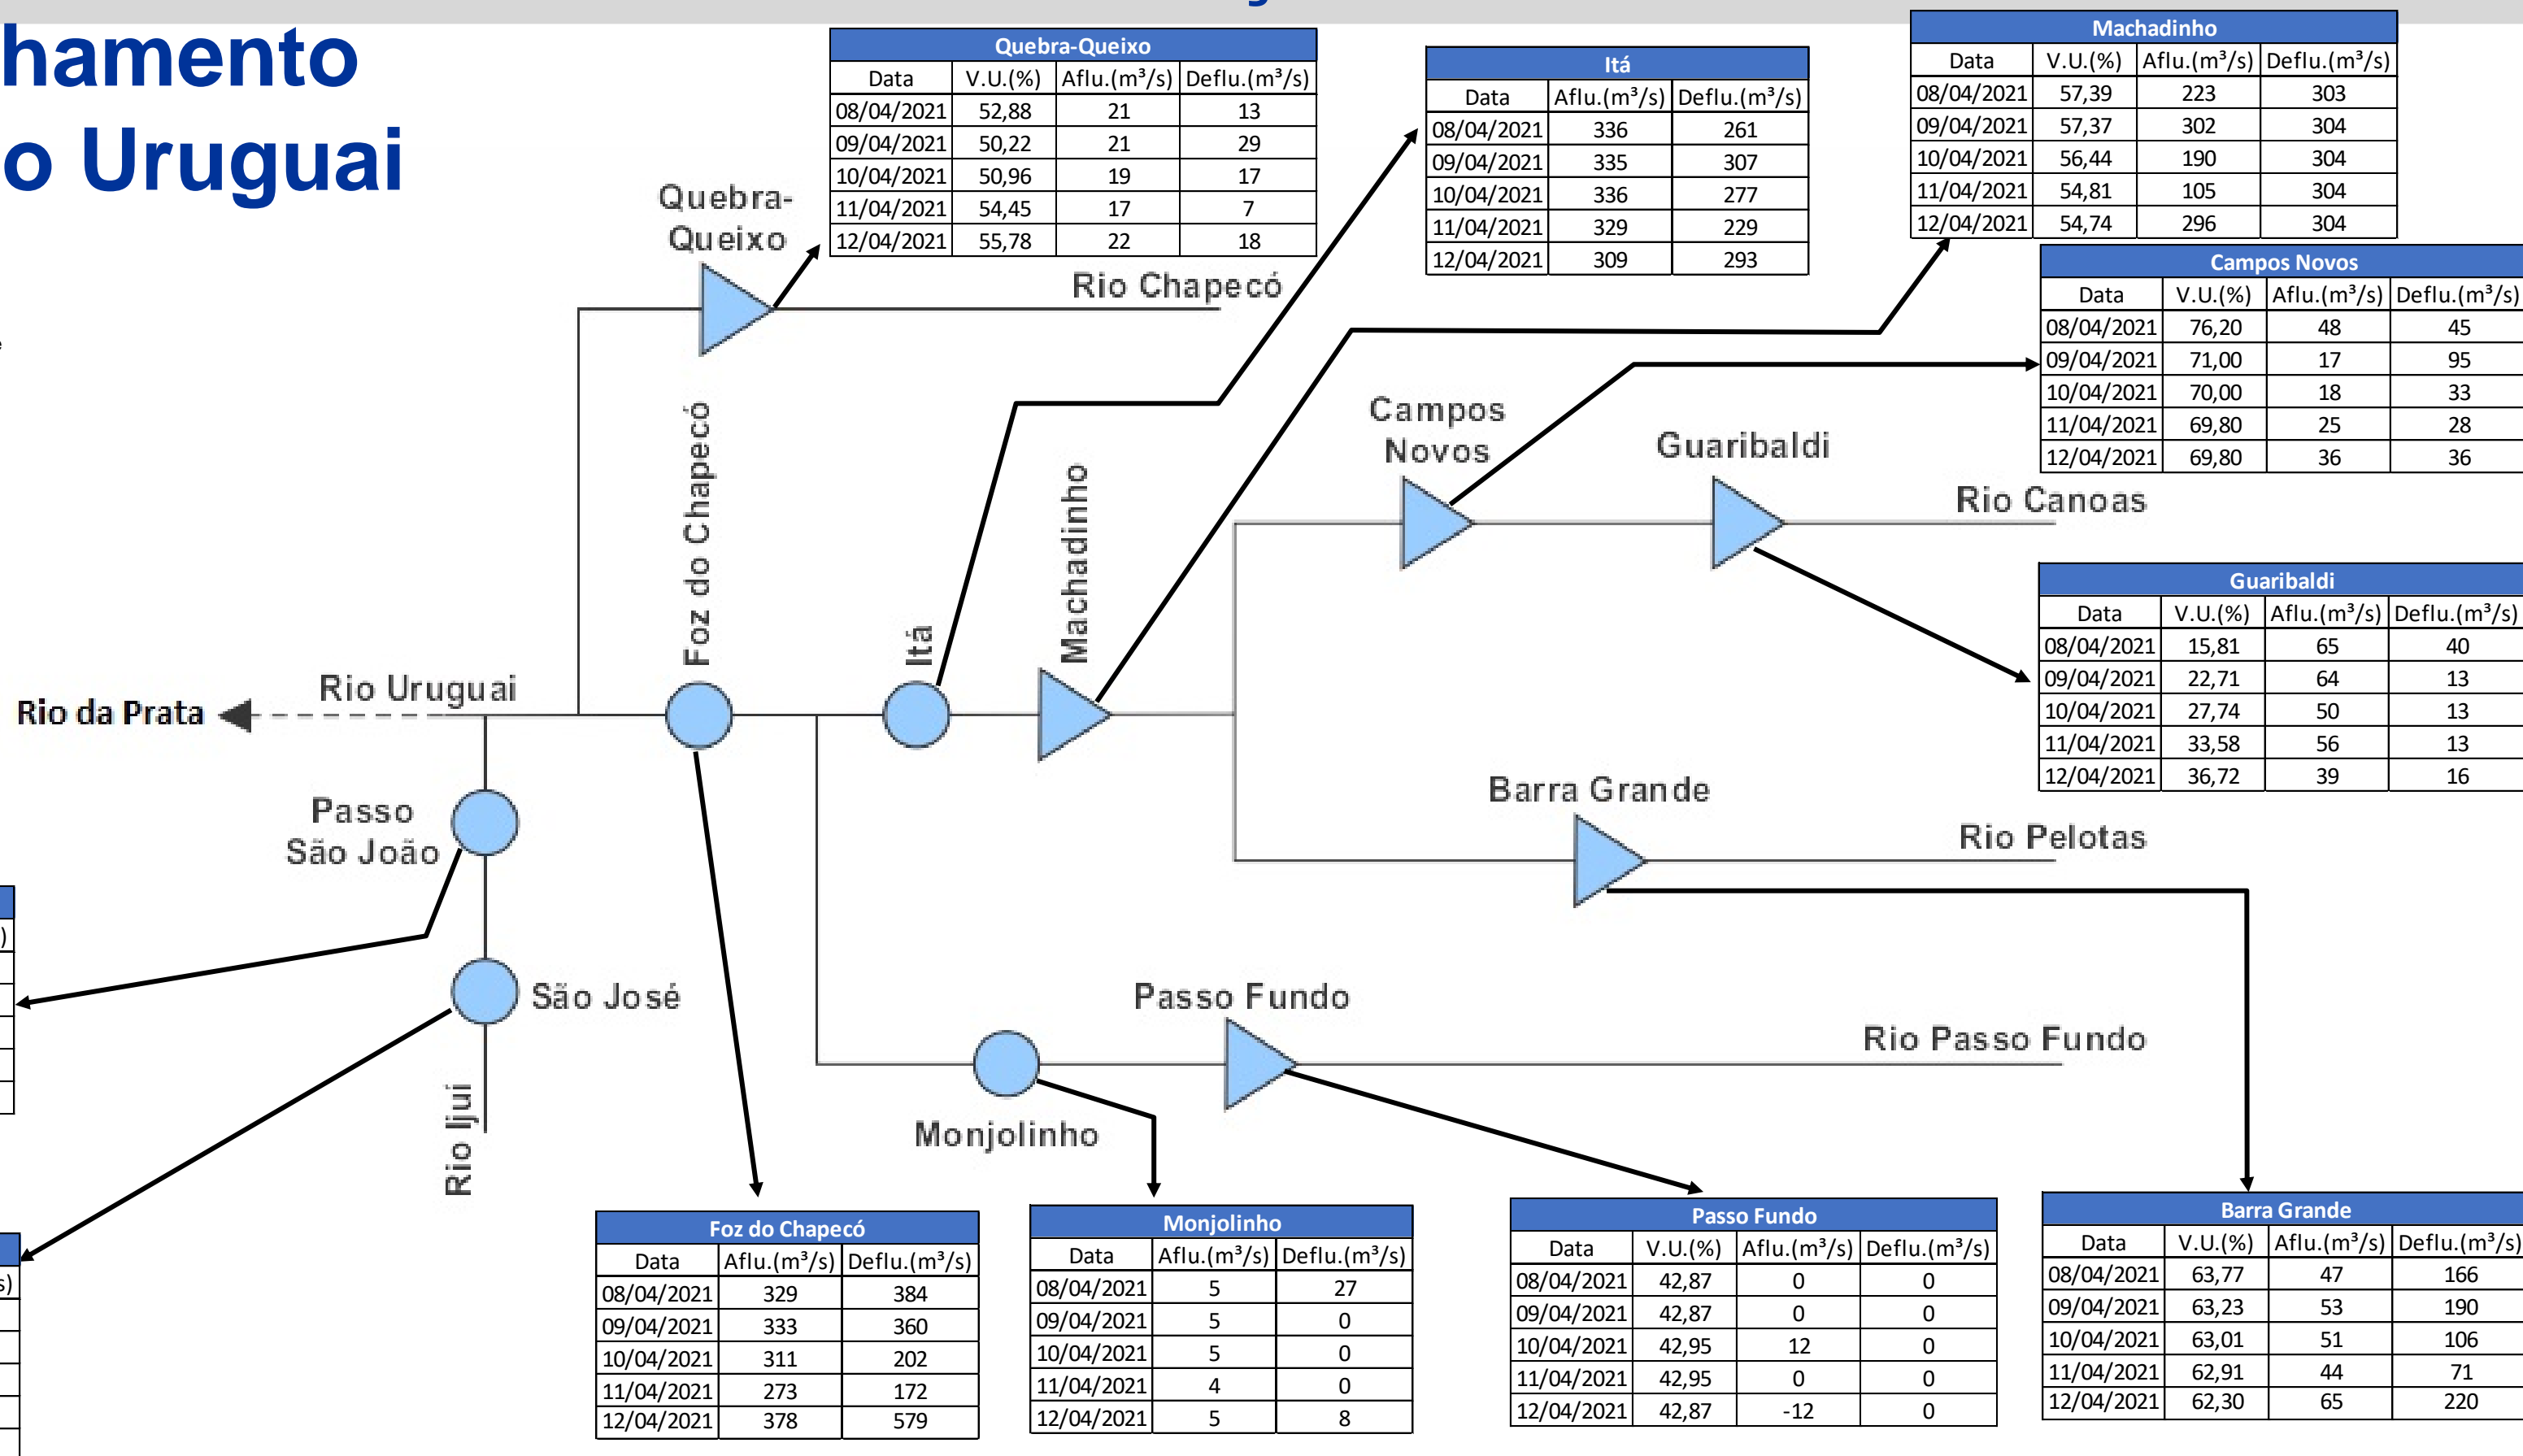 hamento
o Uruguai
Quebra-Queixo
Data V.U.(%) Aflu.(m³/s) Deflu.(m³/s)
08/04/2021 52,88 21 13
09/04/2021 50,22 21 29
10/04/2021 50,96 19 17
11/04/2021 54,45 17 7
12/04/2021 55,78 22 18
Itá
Data Aflu.(m³/s) Deflu.(m³/s)
08/04/2021 336 261
09/04/2021 335 307
10/04/2021 336 277
11/04/2021 329 229
12/04/2021 309 293
Machadinho
Data V.U.(%) Aflu.(m³/s) Deflu.(m³/s)
08/04/2021 57,39 223 303
09/04/2021 57,37 302 304
10/04/2021 56,44 190 304
11/04/2021 54,81 105 304
12/04/2021 54,74 296 304
Campos Novos
Data V.U.(%) Aflu.(m³/s) Deflu.(m³/s)
08/04/2021 76,20 48 45
09/04/2021 71,00 17 95
10/04/2021 70,00 18 33
11/04/2021 69,80 25 28
12/04/2021 69,80 36 36
Quebra-
Queixo
Rio Chapecó
Foz do Chapecó
Itá
Machadinho
Campos
Novos
Guaribaldi
Rio Canoas
Guaribaldi
Data V.U.(%) Aflu.(m³/s) Deflu.(m³/s)
08/04/2021 15,81 65 40
09/04/2021 22,71 64 13
10/04/2021 27,74 50 13
11/04/2021 33,58 56 13
12/04/2021 36,72 39 16
Rio da Prata
Rio Uruguai
Passo
São João
Barra Grande
Rio Pelotas
São José
Passo Fundo
Rio Passo Fundo
Monjolinho
Rio Ijuí
)
s)
Foz do Chapecó
Data Aflu.(m³/s) Deflu.(m³/s)
08/04/2021 329 384
09/04/2021 333 360
10/04/2021 311 202
11/04/2021 273 172
12/04/2021 378 579
Monjolinho
Data Aflu.(m³/s) Deflu.(m³/s)
08/04/2021 5 27
09/04/2021 5 0
10/04/2021 5 0
11/04/2021 4 0
12/04/2021 5 8
Passo Fundo
Data V.U.(%) Aflu.(m³/s) Deflu.(m³/s)
08/04/2021 42,87 0 0
09/04/2021 42,87 0 0
10/04/2021 42,95 12 0
11/04/2021 42,95 0 0
12/04/2021 42,87 -12 0
Barra Grande
Data V.U.(%) Aflu.(m³/s) Deflu.(m³/s)
08/04/2021 63,77 47 166
09/04/2021 63,23 53 190
10/04/2021 63,01 51 106
11/04/2021 62,91 44 71
12/04/2021 62,30 65 220